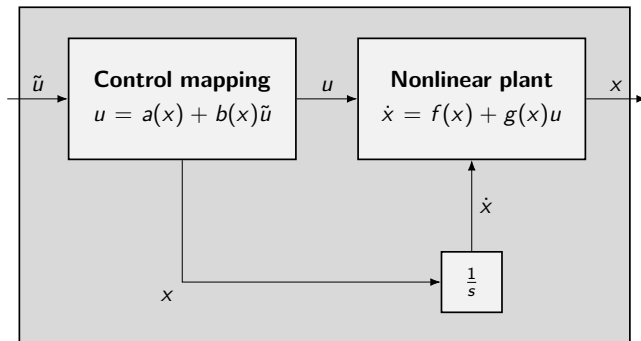 ũ
Control mapping
u = a(x) + b(x)ũ
u
Nonlinear plant
ẋ = f(x) + g(x)u
x
ẋ
x
1/s